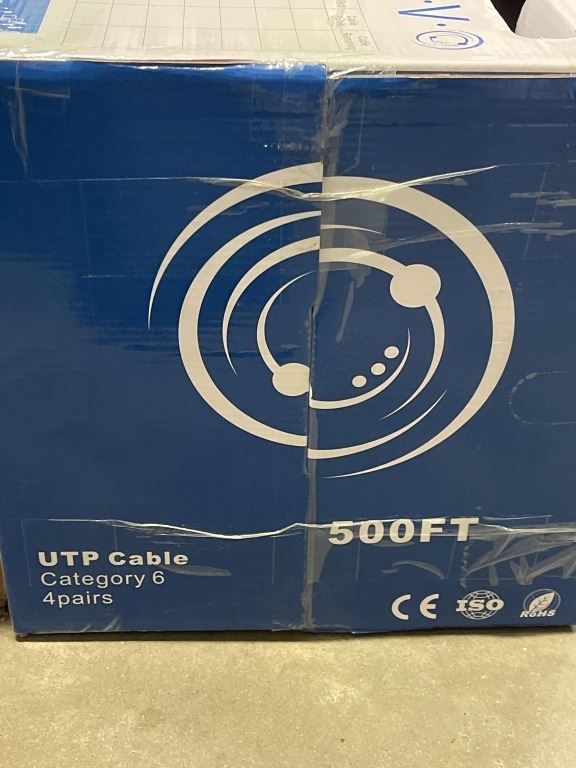 500FT
UTP Cable
Category 6
4pairs
CE ISO RoHS